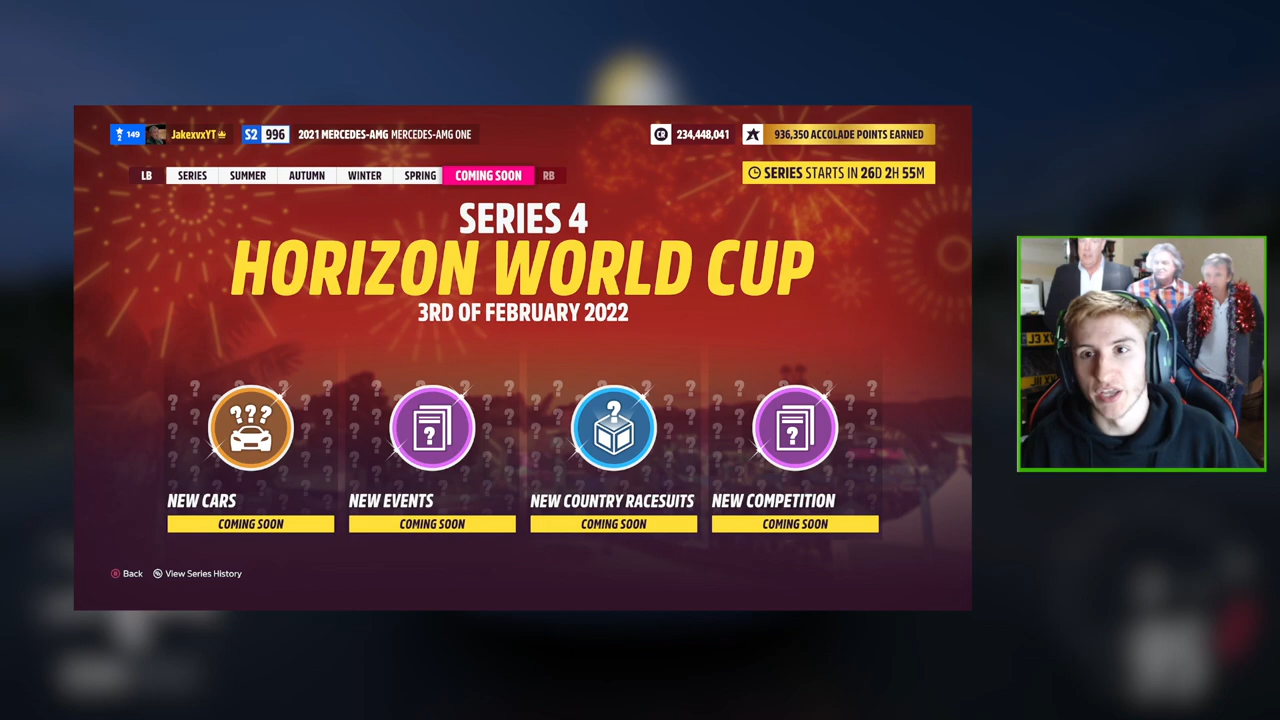 149 JakexvxYT S2 996 2021 MERCEDES-AMG MERCEDES-AMG ONE CR 234,448,041 936,350 ACCOLADE POINTS EARNED
LB SERIES SUMMER AUTUMN WINTER SPRING COMING SOON RB
SERIES STARTS IN 26D 2H 55M
SERIES 4
HORIZON WORLD CUP
3RD OF FEBRUARY 2022
NEW CARS
COMING SOON
NEW EVENTS
COMING SOON
NEW COUNTRY RACESUITS
COMING SOON
NEW COMPETITION
COMING SOON
B Back View Series History